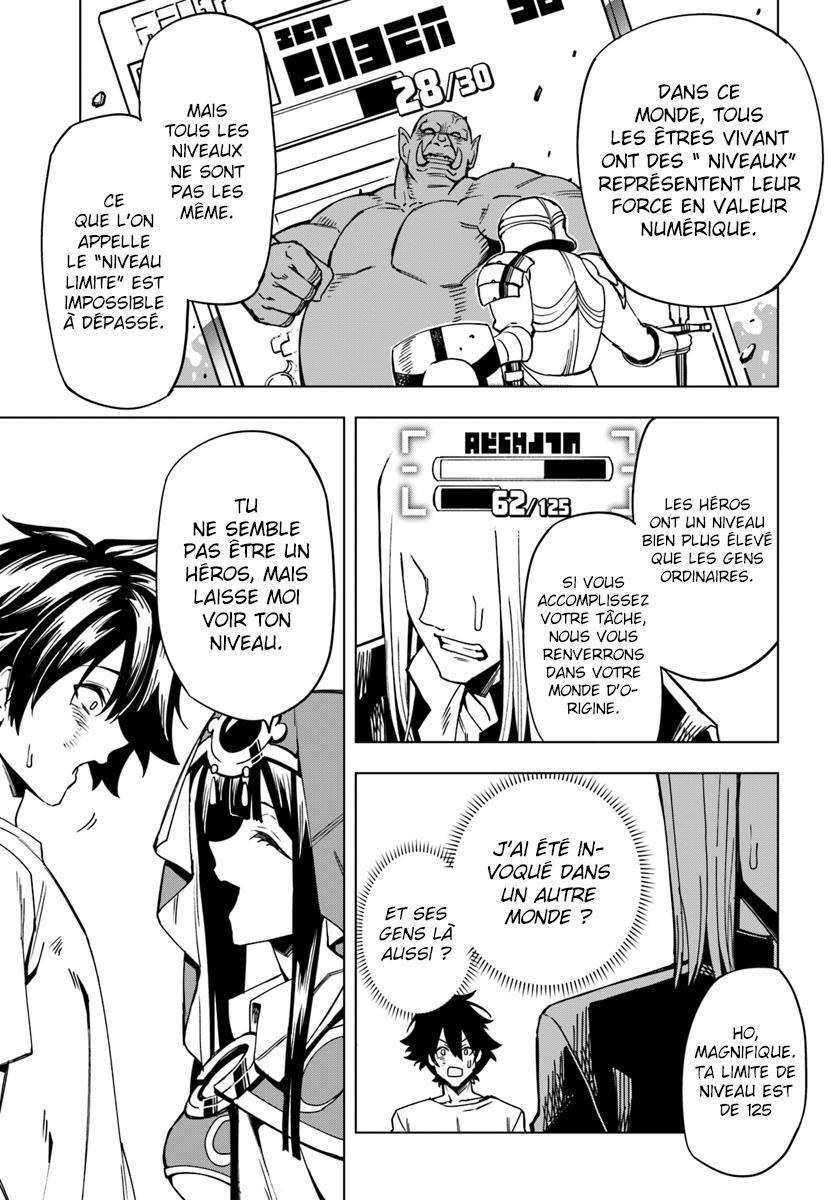 DANS CE
MONDE, TOUS
LES ÊTRES VIVANT
ONT DES " NIVEAUX"
REPRÉSENTENT LEUR
FORCE EN VALEUR
NUMÉRIQUE.
MAIS
TOUS LES
NIVEAUX
NE SONT
PAS LES
MÊME.
CE
QUE L'ON
APPELLE
LE "NIVEAU
LIMITE" EST
IMPOSSIBLE
À DÉPASSÉ.
28/30
62/125
LES HÉROS
ONT UN NIVEAU
BIEN PLUS ÉLEVÉ
QUE LES GENS
ORDINAIRES.
SI VOUS
ACCOMPLISSEZ
VOTRE TÂCHE,
NOUS VOUS
RENVERRONS
DANS VOTRE
MONDE D'O-
RIGINE.
TU
NE SEMBLE
PAS ÊTRE UN
HÉROS, MAIS
LAISSE MOI
VOIR TON
NIVEAU.
J'AI ÉTÉ IN-
VOQUÉ DANS
UN AUTRE
MONDE ?
ET SES
GENS LÀ
AUSSI ?
HO,
MAGNIFIQUE.
TA LIMITE DE
NIVEAU EST
DE 125